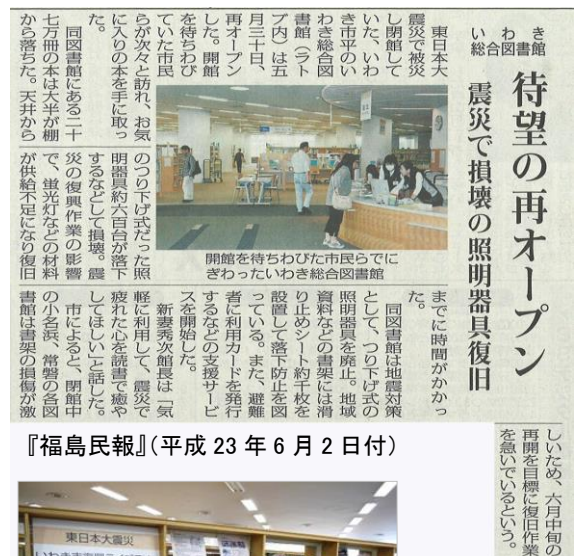 いわき
総合図書館
待望の再オープン
震災で損壊の照明器具復旧
東日本大
震災で被災
し閉館して
いた、いわ
き市平のい
わき総合図
書館（ラト
ブ内）は五
月三十日、
再オープン
した。開館
を待ちわび
ていた市民
らが次々と訪れ、お気
に入りの本を手に取っ
た。
同図書館にある二十
七万冊の本は大半が棚
から落ちた。天井から
のつり下げ式だった照
明器具約六百台が落下
するなどして損壊。震
災の復興作業の影響
で、蛍光灯などの材料
が供給不足になり復旧
開館を待ちわびた市民らでに
ぎわったいわき総合図書館
までに時間がかかっ
た。
同図書館は地震対策
として、つり下げ式の
照明器具を廃止。地域
資料などの書架には滑
り止めシート約千枚を
設置して落下防止を図
っている。また、避難
者に利用カードを発行
するなどの支援サービ
スを開始した。
新妻秀次館長は「気
軽に利用して、震災で
疲れた心を読書で癒や
してほしい」と話した。
市によると、閉館中
の小名浜、常磐の各図
書館は書架の損傷が激
しいため、六月中旬の
再開を目標に復旧作業
を急いでいるという。
『福島民報』（平成 23 年 6 月 2 日付）
東日本大震災